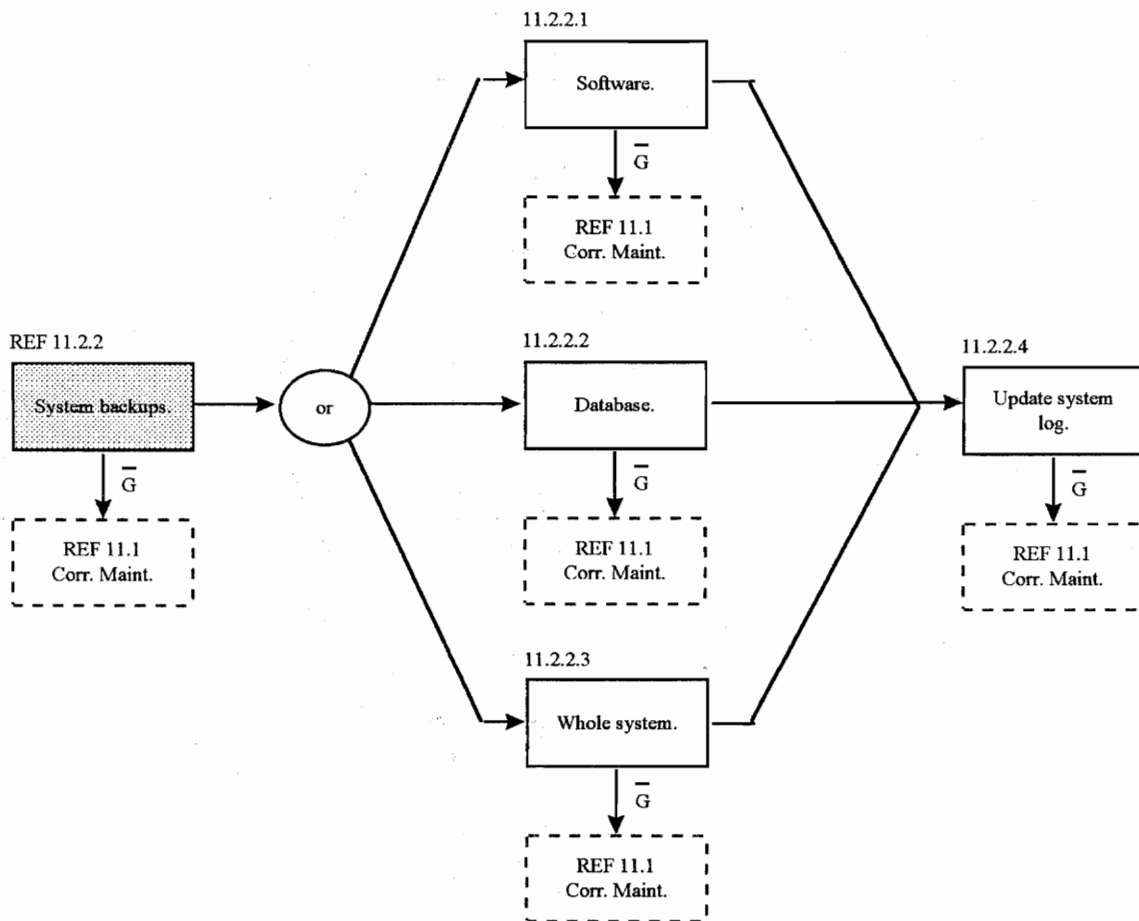 11.2.2.1
Software.
G̅
REF 11.1
Corr. Maint.
REF 11.2.2
System backups.
G̅
REF 11.1
Corr. Maint.
or
11.2.2.2
Database.
G̅
REF 11.1
Corr. Maint.
11.2.2.4
Update system
log.
G̅
REF 11.1
Corr. Maint.
11.2.2.3
Whole system.
G̅
REF 11.1
Corr. Maint.